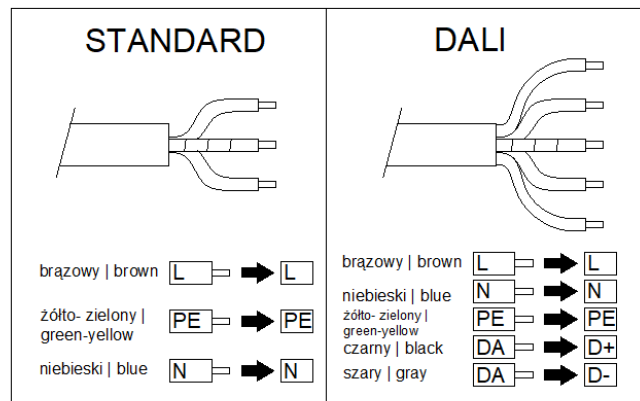 STANDARD
brązowy | brown L L
żółto- zielony |
green-yellow PE PE
niebieski | blue N N
DALI
brązowy | brown L L
niebieski | blue N N
żółto- zielony |
green-yellow PE PE
czarny | black DA D+
szary | gray DA D-